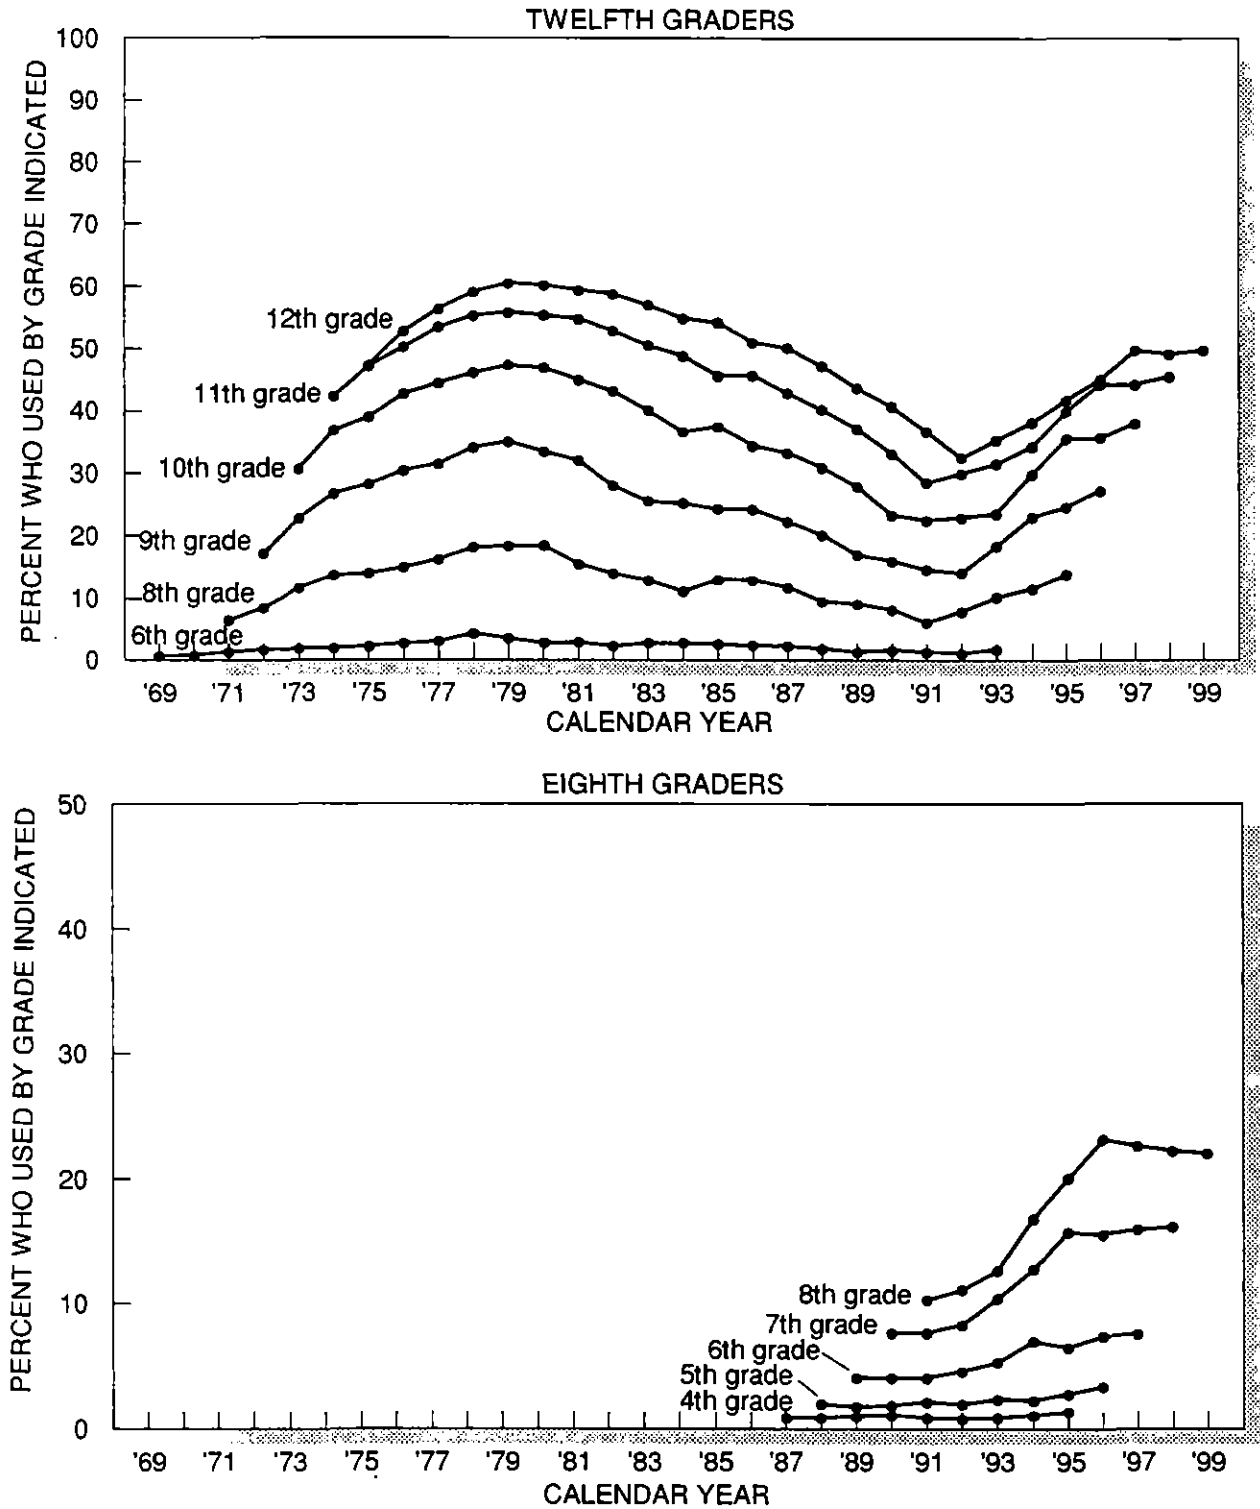 TWELFTH GRADERS
PERCENT WHO USED BY GRADE INDICATED
100
90
80
70
60
50
40
30
20
10
0
12th grade
11th grade
10th grade
9th grade
8th grade
6th grade
'69 '71 '73 '75 '77 '79 '81 '83 '85 '87 '89 '91 '93 '95 '97 '99
CALENDAR YEAR
EIGHTH GRADERS
PERCENT WHO USED BY GRADE INDICATED
50
40
30
20
10
0
8th grade
7th grade
6th grade
5th grade
4th grade
'69 '71 '73 '75 '77 '79 '81 '83 '85 '87 '89 '91 '93 '95 '97 '99
CALENDAR YEAR